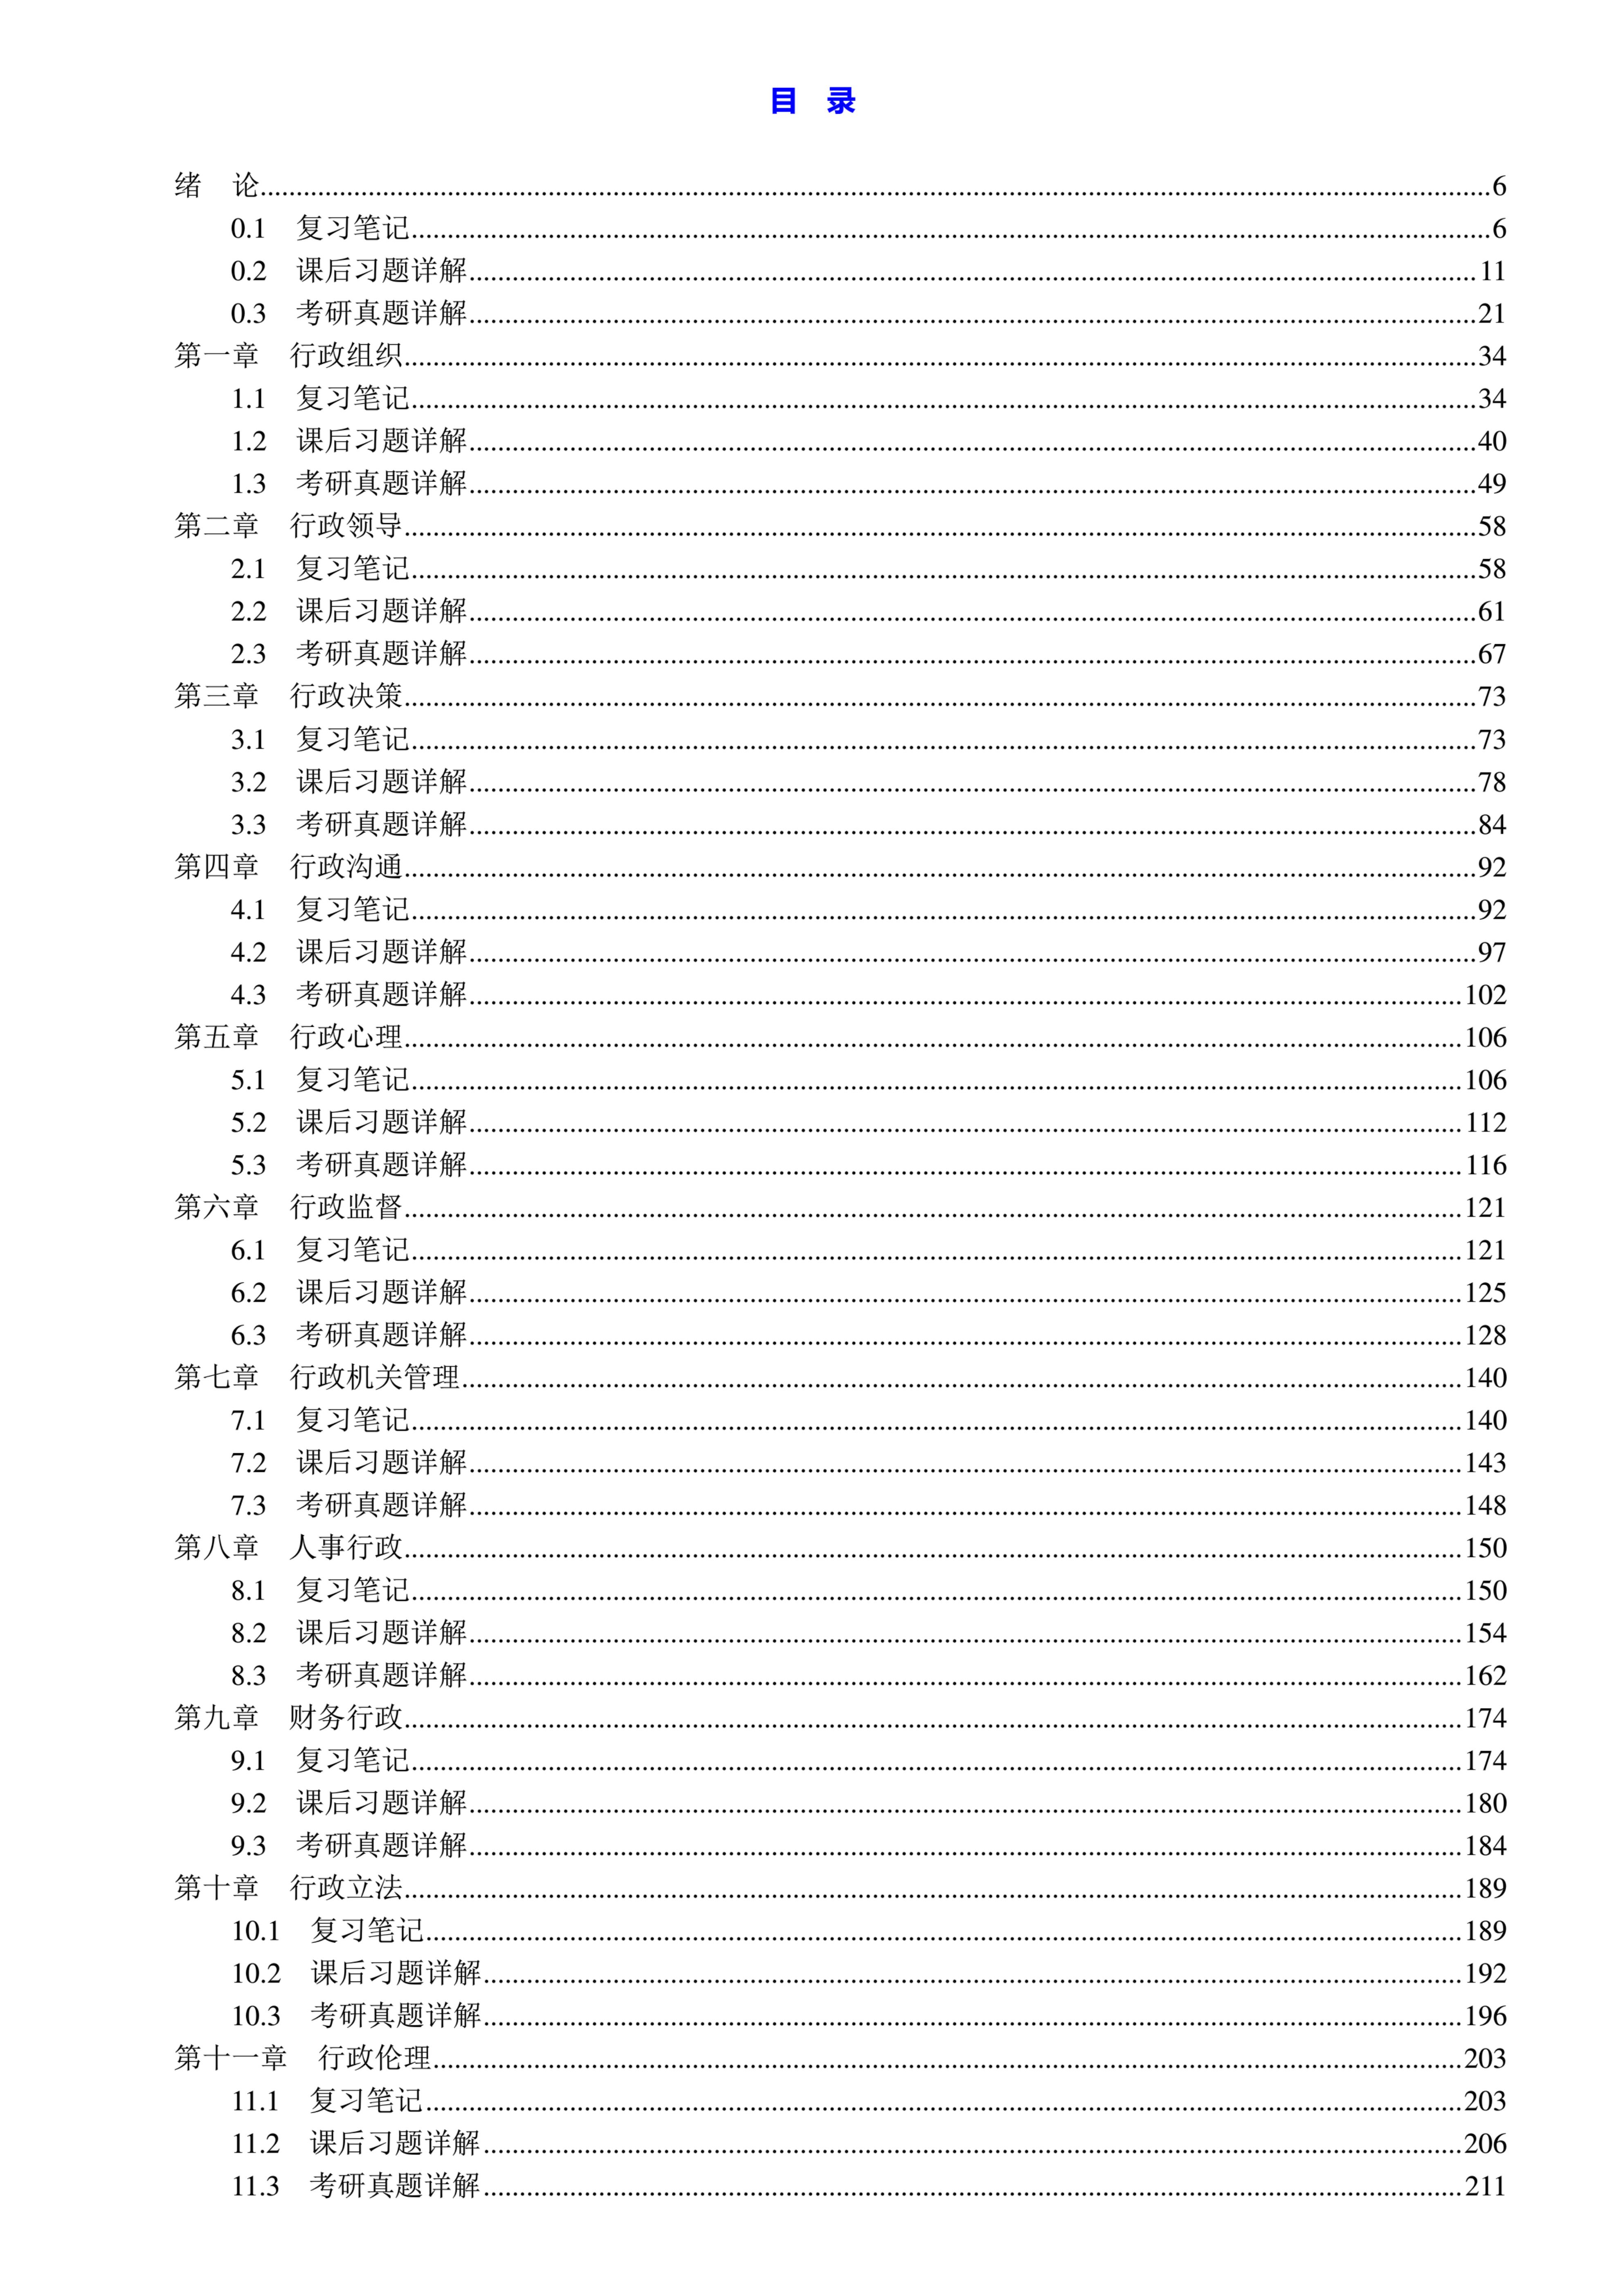 目 录
绪 论 6
0.1 复习笔记 6
0.2 课后习题详解 11
0.3 考研真题详解 21
第一章 行政组织 34
1.1 复习笔记 34
1.2 课后习题详解 40
1.3 考研真题详解 49
第二章 行政领导 58
2.1 复习笔记 58
2.2 课后习题详解 61
2.3 考研真题详解 67
第三章 行政决策 73
3.1 复习笔记 73
3.2 课后习题详解 78
3.3 考研真题详解 84
第四章 行政沟通 92
4.1 复习笔记 92
4.2 课后习题详解 97
4.3 考研真题详解 102
第五章 行政心理 106
5.1 复习笔记 106
5.2 课后习题详解 112
5.3 考研真题详解 116
第六章 行政监督 121
6.1 复习笔记 121
6.2 课后习题详解 125
6.3 考研真题详解 128
第七章 行政机关管理 140
7.1 复习笔记 140
7.2 课后习题详解 143
7.3 考研真题详解 148
第八章 人事行政 150
8.1 复习笔记 150
8.2 课后习题详解 154
8.3 考研真题详解 162
第九章 财务行政 174
9.1 复习笔记 174
9.2 课后习题详解 180
9.3 考研真题详解 184
第十章 行政立法 189
10.1 复习笔记 189
10.2 课后习题详解 192
10.3 考研真题详解 196
第十一章 行政伦理 203
11.1 复习笔记 203
11.2 课后习题详解 206
11.3 考研真题详解 211